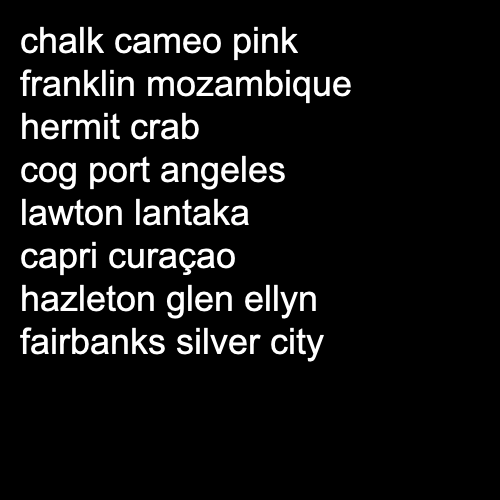 chalk cameo pink
franklin mozambique
hermit crab
cog port angeles
lawton lantaka
capri curaçao
hazleton glen ellyn
fairbanks silver city